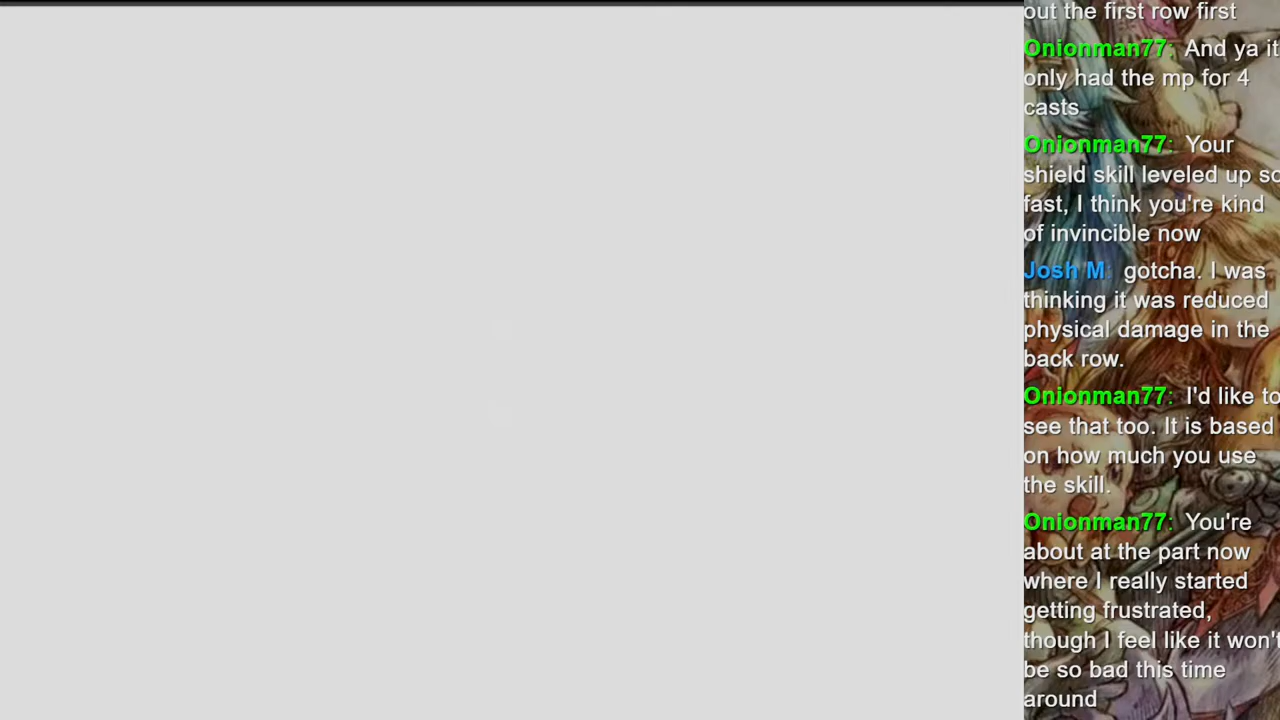 out the first row first
Onionman77: And ya it
only had the mp for 4
casts
Onionman77: Your
shield skill leveled up so
fast, I think you're kind
of invincible now
Josh M: gotcha. I was
thinking it was reduced
physical damage in the
back row.
Onionman77: I'd like to
see that too. It is based
on how much you use
the skill.
Onionman77: You're
about at the part now
where I really started
getting frustrated,
though I feel like it won't
be so bad this time
around